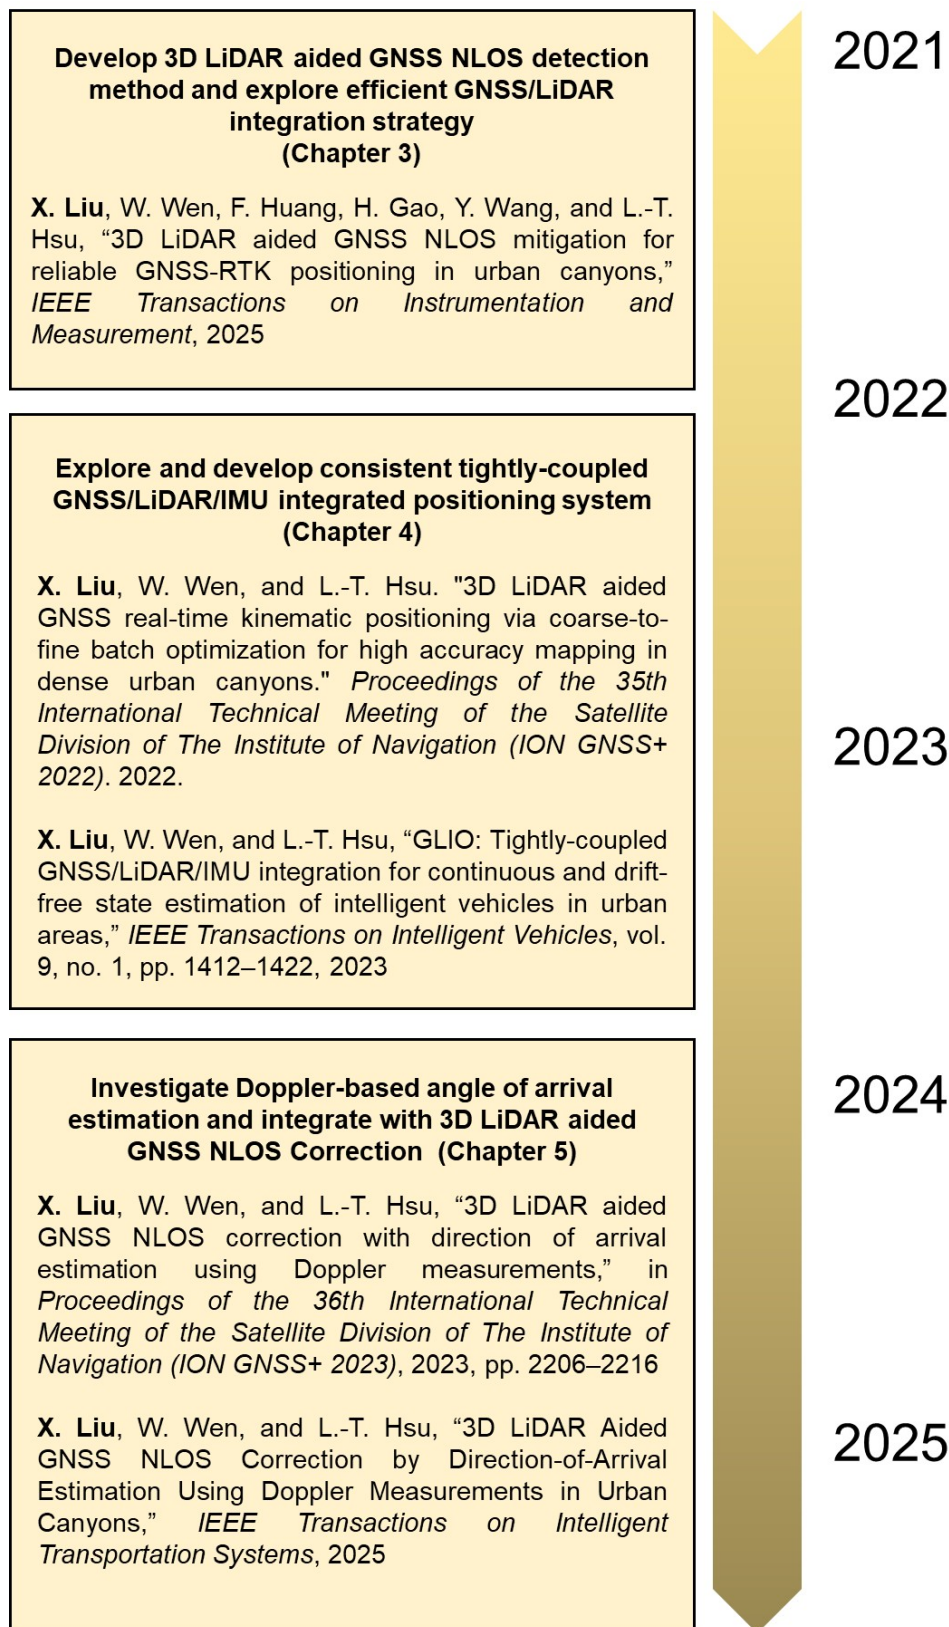 Develop 3D LiDAR aided GNSS NLOS detection
method and explore efficient GNSS/LiDAR
integration strategy
(Chapter 3)
X. Liu, W. Wen, F. Huang, H. Gao, Y. Wang, and L.-T.
Hsu, “3D LiDAR aided GNSS NLOS mitigation for
reliable GNSS-RTK positioning in urban canyons,”
IEEE Transactions on Instrumentation and
Measurement, 2025
Explore and develop consistent tightly-coupled
GNSS/LiDAR/IMU integrated positioning system
(Chapter 4)
X. Liu, W. Wen, and L.-T. Hsu. "3D LiDAR aided
GNSS real-time kinematic positioning via coarse-to-
fine batch optimization for high accuracy mapping in
dense urban canyons." Proceedings of the 35th
International Technical Meeting of the Satellite
Division of The Institute of Navigation (ION GNSS+
2022). 2022.
X. Liu, W. Wen, and L.-T. Hsu, “GLIO: Tightly-coupled
GNSS/LiDAR/IMU integration for continuous and drift-
free state estimation of intelligent vehicles in urban
areas,” IEEE Transactions on Intelligent Vehicles, vol.
9, no. 1, pp. 1412–1422, 2023
Investigate Doppler-based angle of arrival
estimation and integrate with 3D LiDAR aided
GNSS NLOS Correction (Chapter 5)
X. Liu, W. Wen, and L.-T. Hsu, “3D LiDAR aided
GNSS NLOS correction with direction of arrival
estimation using Doppler measurements,” in
Proceedings of the 36th International Technical
Meeting of the Satellite Division of The Institute of
Navigation (ION GNSS+ 2023), 2023, pp. 2206–2216
X. Liu, W. Wen, and L.-T. Hsu, “3D LiDAR Aided
GNSS NLOS Correction by Direction-of-Arrival
Estimation Using Doppler Measurements in Urban
Canyons,” IEEE Transactions on Intelligent
Transportation Systems, 2025
2021
2022
2023
2024
2025